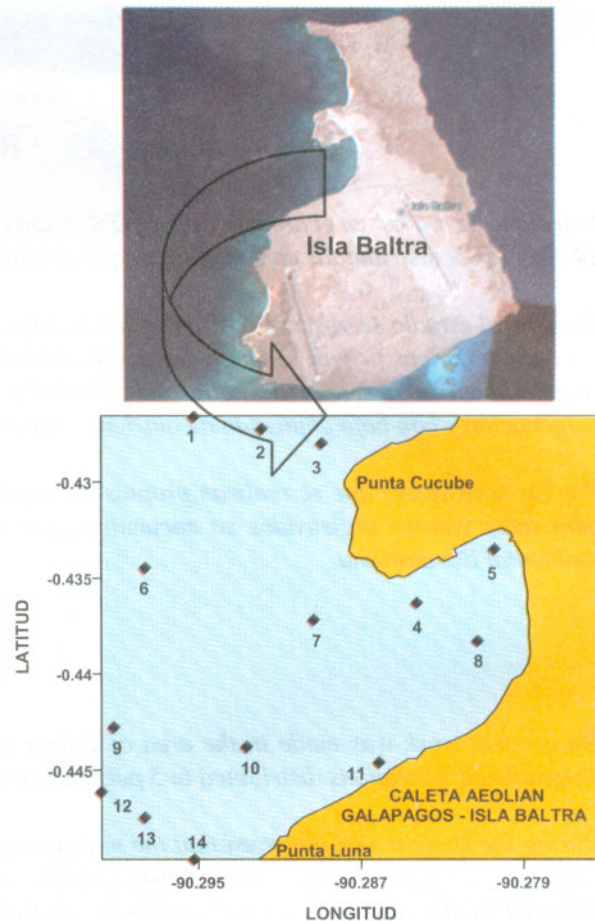 Isla Baltra
Isla Baltra
1
2
3
Punta Cucube
5
6
4
7
8
9
10
11
12
13
14
CALETA AEOLIAN
GALAPAGOS - ISLA BALTRA
Punta Luna
LATITUD
-0.43
-0.435
-0.44
-0.445
-90.295
-90.287
-90.279
LONGITUD